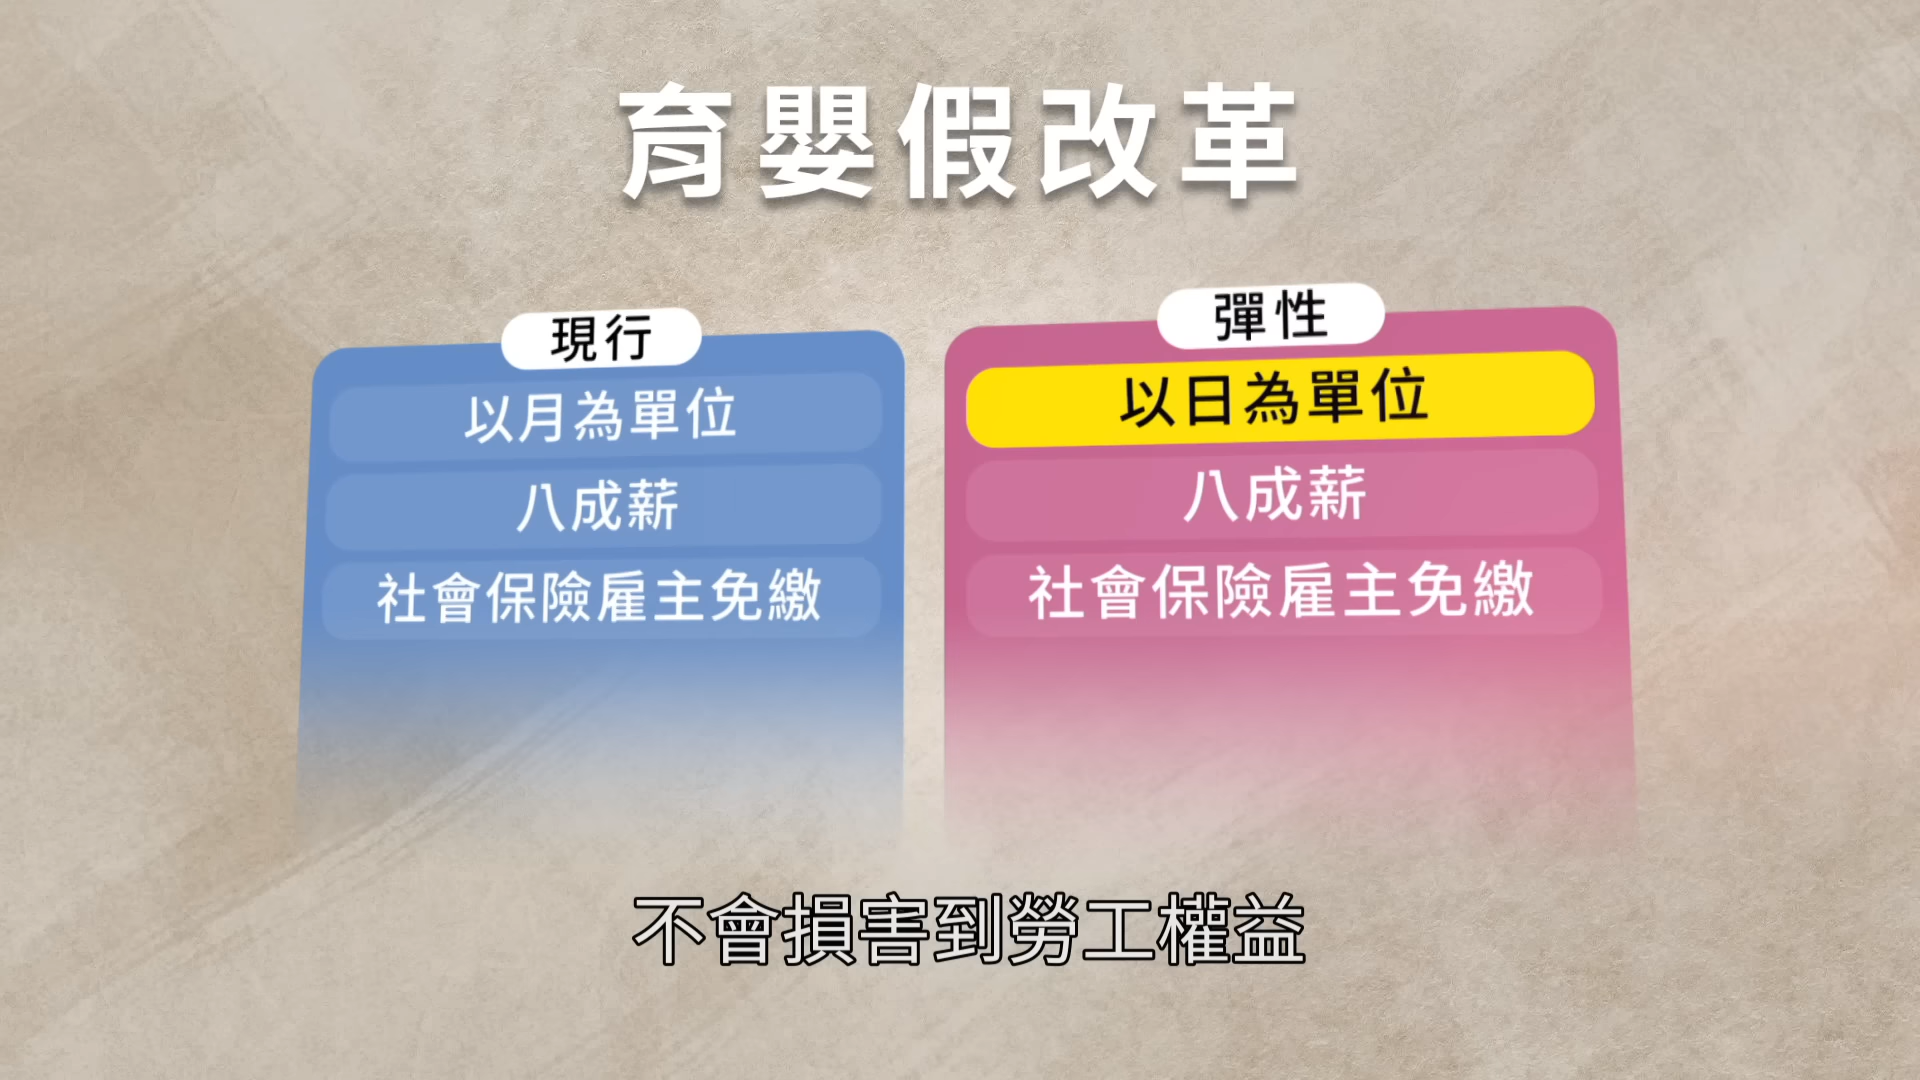 育嬰假改革
現行
以月為單位
八成薪
社會保險雇主免繳
彈性
以日為單位
八成薪
社會保險雇主免繳
不會損害到勞工權益